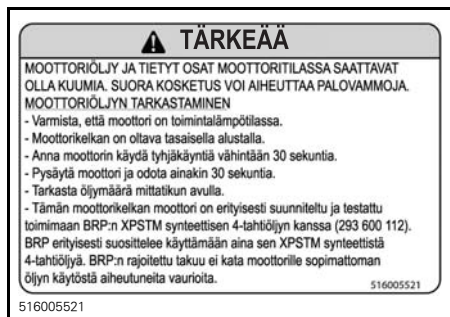 TÄRKEÄÄ
MOOTTORIÖLJY JA TIETYT OSAT MOOTTORITILASSA SAATTAVAT
OLLA KUUMIA. SUORA KOSKETUS VOI AIHEUTTAA PALOVAMMOJA.
MOOTTORIÖLJYN TARKASTAMINEN
- Varmista, että moottori on toimintalämpötilassa.
- Moottorikelkan on oltava tasaisella alustalla.
- Anna moottorin käydä tyhjäkäyntiä vähintään 30 sekuntia.
- Pysäytä moottori ja odota ainakin 30 sekuntia.
- Tarkasta öljymäärä mittatikun avulla.
- Tämän moottorikelkan moottori on erityisesti suunniteltu ja testattu
toimimaan BRP:n XPSTM synteettisen 4-tahtiöljyn kanssa (293 600 112).
BRP erityisesti suosittelee käyttämään aina sen XPSTM synteettistä
4-tahtiöljyä. BRP:n rajoitettu takuu ei kata moottorille sopimattoman
öljyn käytöstä aiheutuneita vaurioita.
516005521
516005521